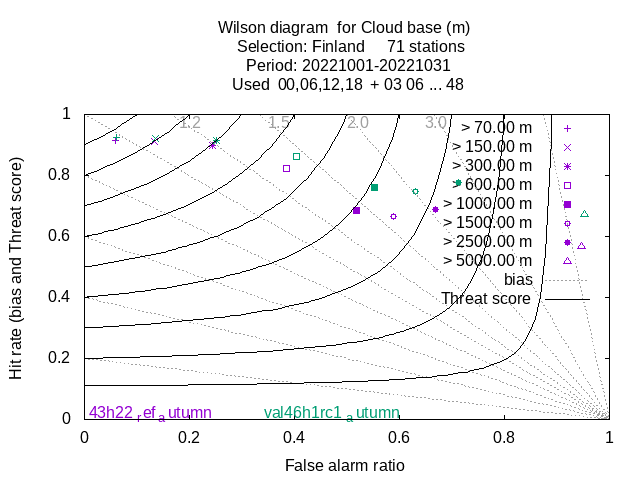 Wilson diagram  for Cloud base (m)
Selection: Finland     71 stations
Period: 20221001-20221031
Used  00,06,12,18  + 03 06 ... 48
1 1.2 1.5 2.0 3.0
> 70.00 m
> 150.00 m
0.8 > 300.00 m
> 600.00 m
> 1000.00 m
0.6 > 1500.00 m
> 2500.00 m
> 5000.00 m
bias
0.4 Threat score
0.2
0 43h22ref_autumn val46h1rc1_autumn
0 0.2 0.4 0.6 0.8 1
False alarm ratio
Hit rate (bias and Threat score)